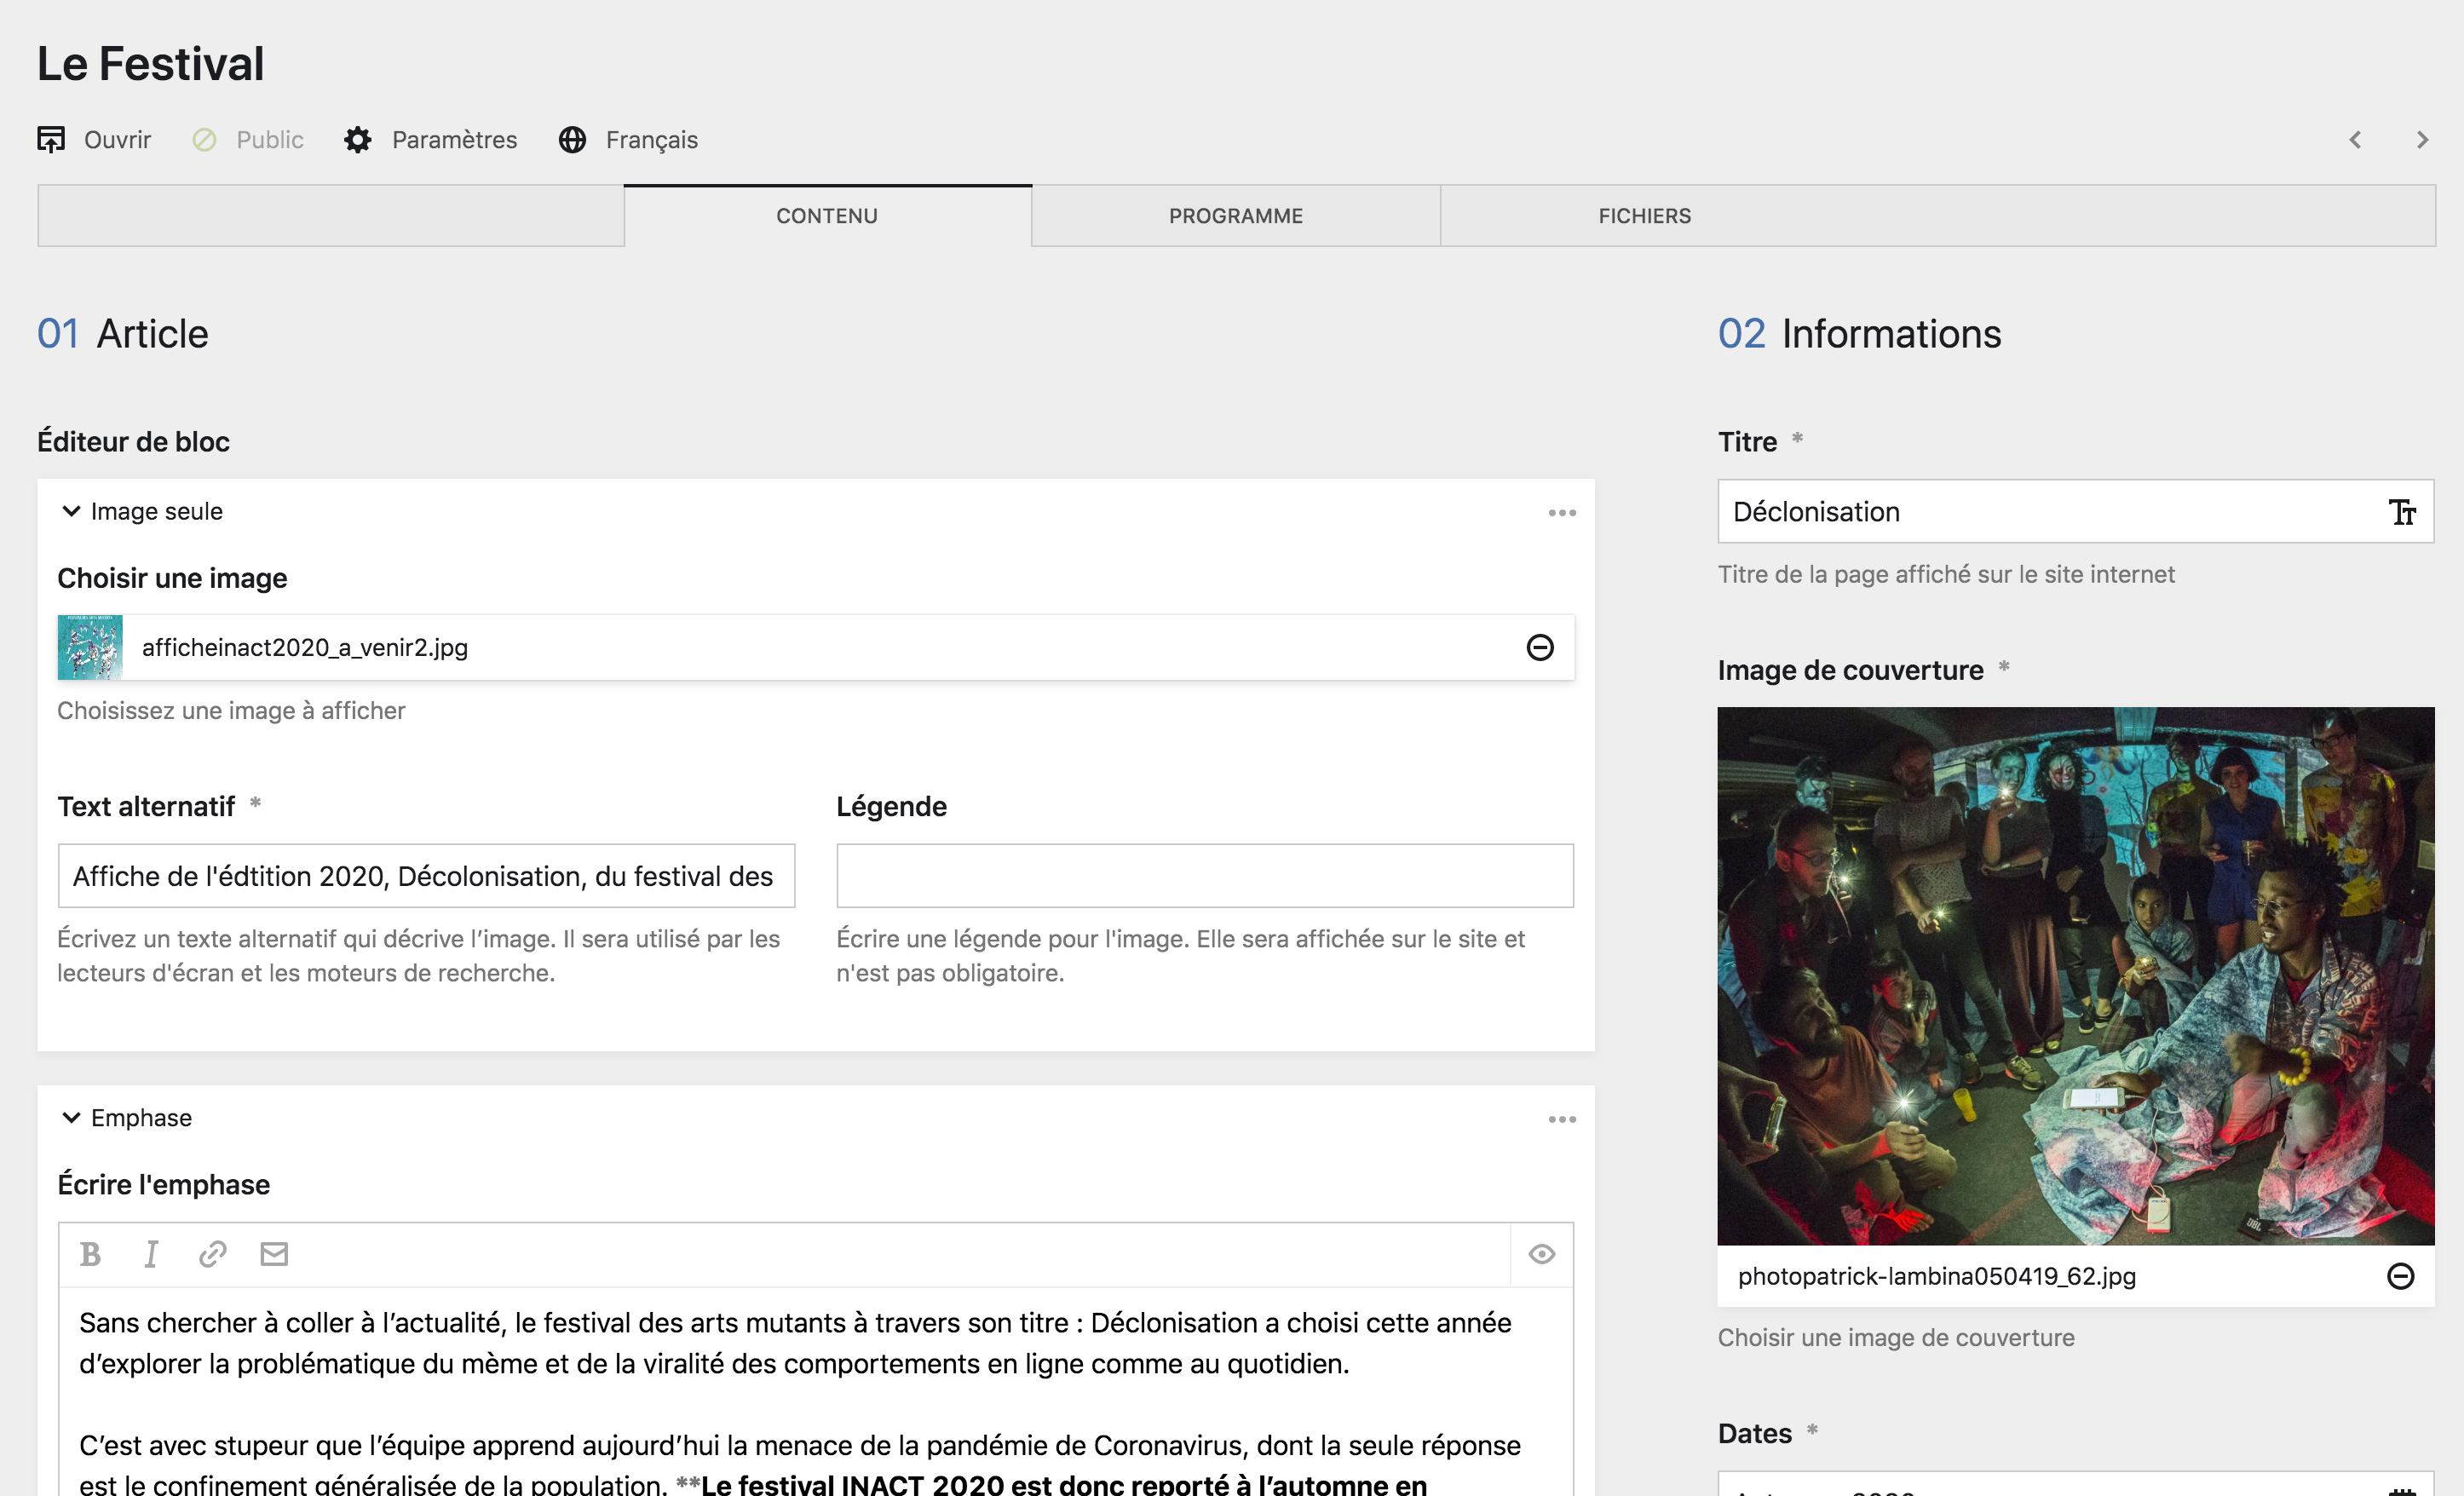 Le Festival
Ouvrir Public Paramètres Français
CONTENU PROGRAMME FICHIERS
01 Article
Éditeur de bloc
Image seule
Choisir une image
afficheinact2020_a_venir2.jpg
Choisissez une image à afficher
Text alternatif *
Affiche de l'édtition 2020, Décolonisation, du festival des
Écrivez un texte alternatif qui décrive l’image. Il sera utilisé par les
lecteurs d'écran et les moteurs de recherche.
Légende
Écrire une légende pour l'image. Elle sera affichée sur le site et
n'est pas obligatoire.
Emphase
Écrire l'emphase
B I
Sans chercher à coller à l’actualité, le festival des arts mutants à travers son titre : Déclonisation a choisi cette année
d’explorer la problématique du mème et de la viralité des comportements en ligne comme au quotidien.
C’est avec stupeur que l’équipe apprend aujourd’hui la menace de la pandémie de Coronavirus, dont la seule réponse
est le confinement généralisée de la population. **Le festival INACT 2020 est donc reporté à l’automne en
02 Informations
Titre *
Déclonisation
Titre de la page affiché sur le site internet
Image de couverture *
JBL
photopatrick-lambina050419_62.jpg
Choisir une image de couverture
Dates *